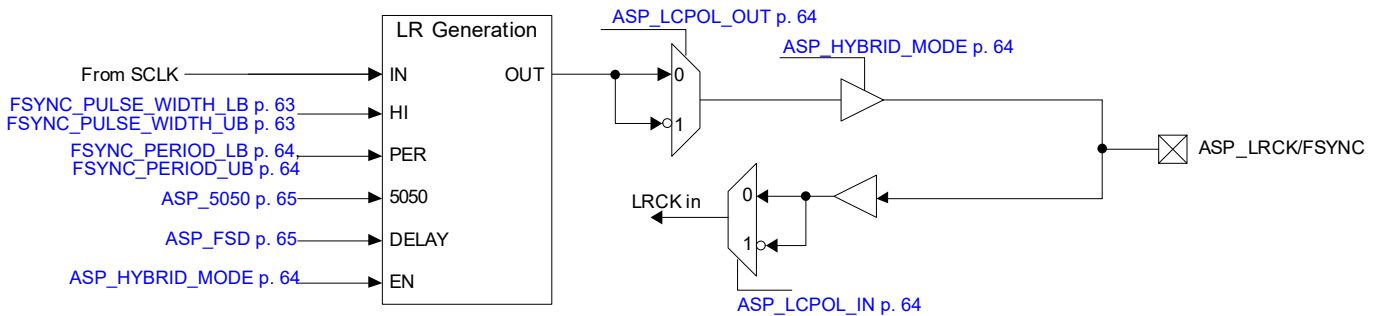 LR Generation
From SCLK
IN
OUT
FSYNC_PULSE_WIDTH_LB p. 63
FSYNC_PULSE_WIDTH_UB p. 63
HI
FSYNC_PERIOD_LB p. 64,
FSYNC_PERIOD_UB p. 64
PER
ASP_5050 p. 65
5050
ASP_FSD p. 65
DELAY
ASP_HYBRID_MODE p. 64
EN
ASP_LCPOL_OUT p. 64
0
1
ASP_HYBRID_MODE p. 64
ASP_LRCK/FSYNC
LRCK in
0
1
ASP_LCPOL_IN p. 64